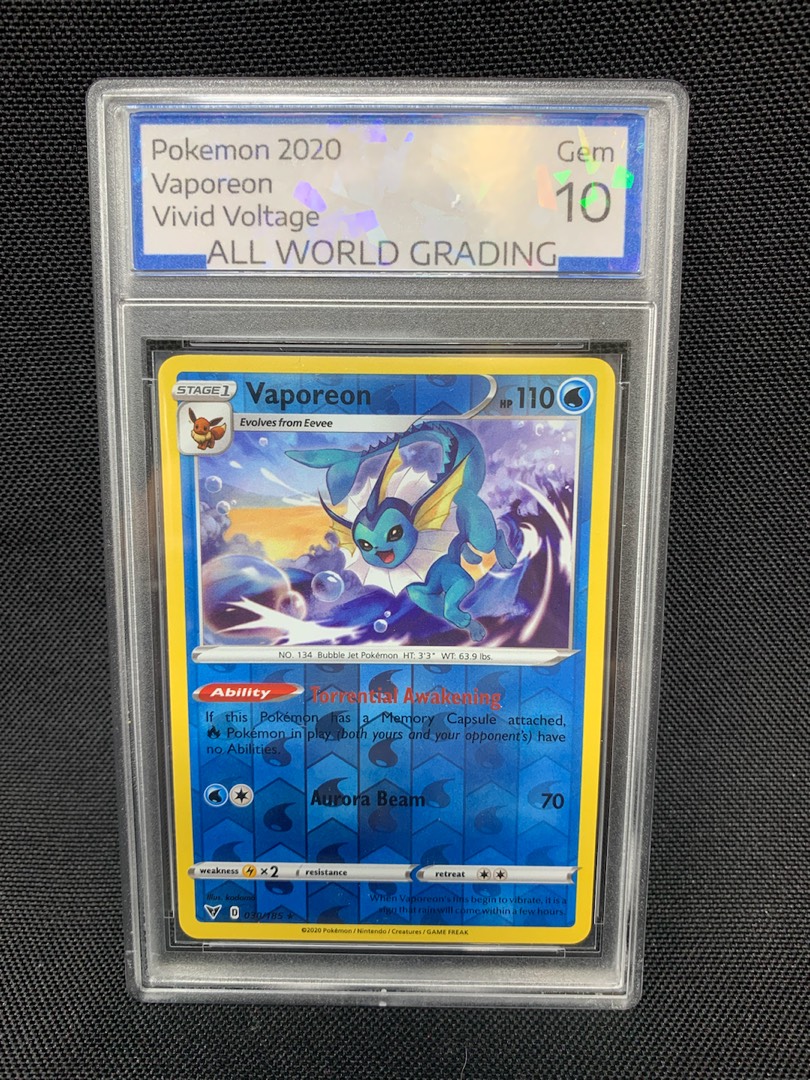 Pokemon 2020
Gem
Vaporeon
10
Vivid Voltage
ALL WORLD GRADING
STAGE 1
Vaporeon
HP 110
Evolves from Eevee
NO. 134 Bubble Jet Pokémon HT: 3'3" WT: 63.9 lbs.
Ability Torrential Awakening
If this Pokémon has a Memory Capsule attached,
Pokémon in play (both yours and your opponent's) have
no Abilities.
Aurora Beam 70
weakness ×2 resistance retreat
Illus. kodama
When Vaporeon's fins begin to vibrate, it is a
sign that rain will come within a few hours.
D 030/185 ★
©2020 Pokémon / Nintendo / Creatures / GAME FREAK